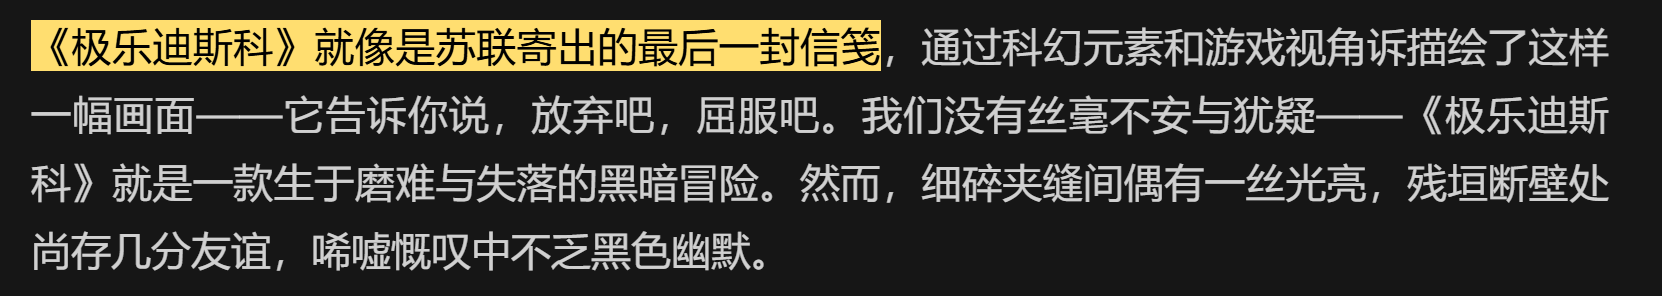 《极乐迪斯科》就像是苏联寄出的最后一封信笺，通过科幻元素和游戏视角诉描绘了这样
一幅画面——它告诉你说，放弃吧，屈服吧。我们没有丝毫不安与犹疑——《极乐迪斯
科》就是一款生于磨难与失落的黑暗冒险。然而，细碎夹缝间偶有一丝光亮，残垣断壁处
尚存几分友谊，唏嘘慨叹中不乏黑色幽默。